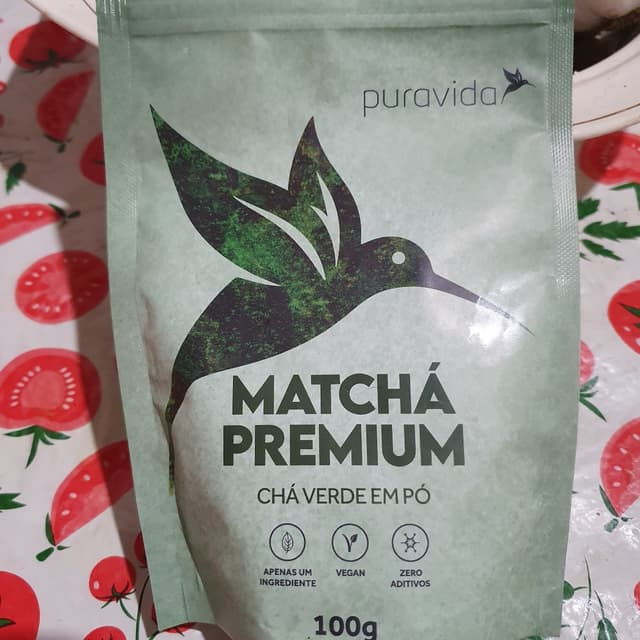 puravida
MATCHÁ
PREMIUM
CHÁ VERDE EM PÓ
APENAS UM
INGREDIENTE
VEGAN
ZERO
ADITIVOS
100g